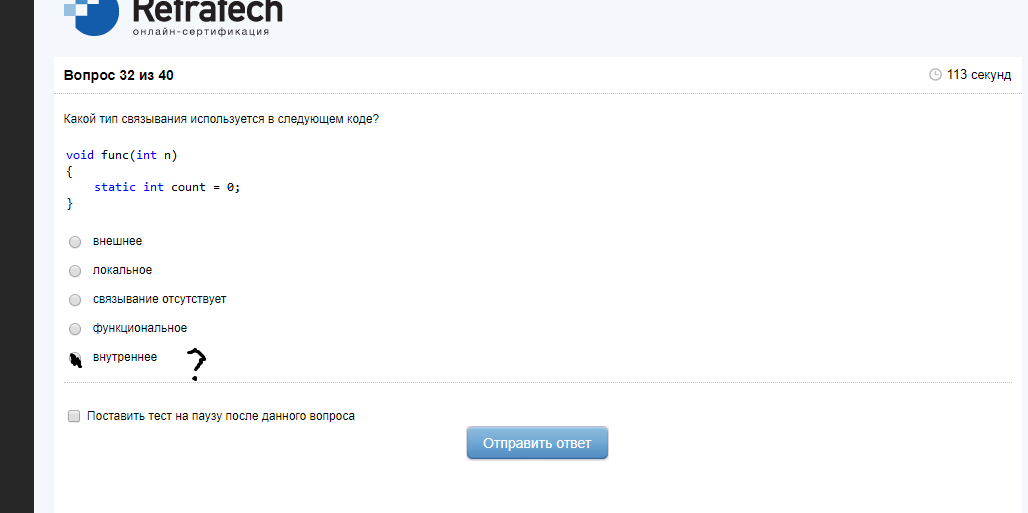 Refratech
онлайн-сертификация
Вопрос 32 из 40
113 секунд
Какой тип связывания используется в следующем коде?
void func(int n)
{
static int count = 0;
}
внешнее
локальное
связывание отсутствует
функциональное
внутреннее ?
Поставить тест на паузу после данного вопроса
Отправить ответ